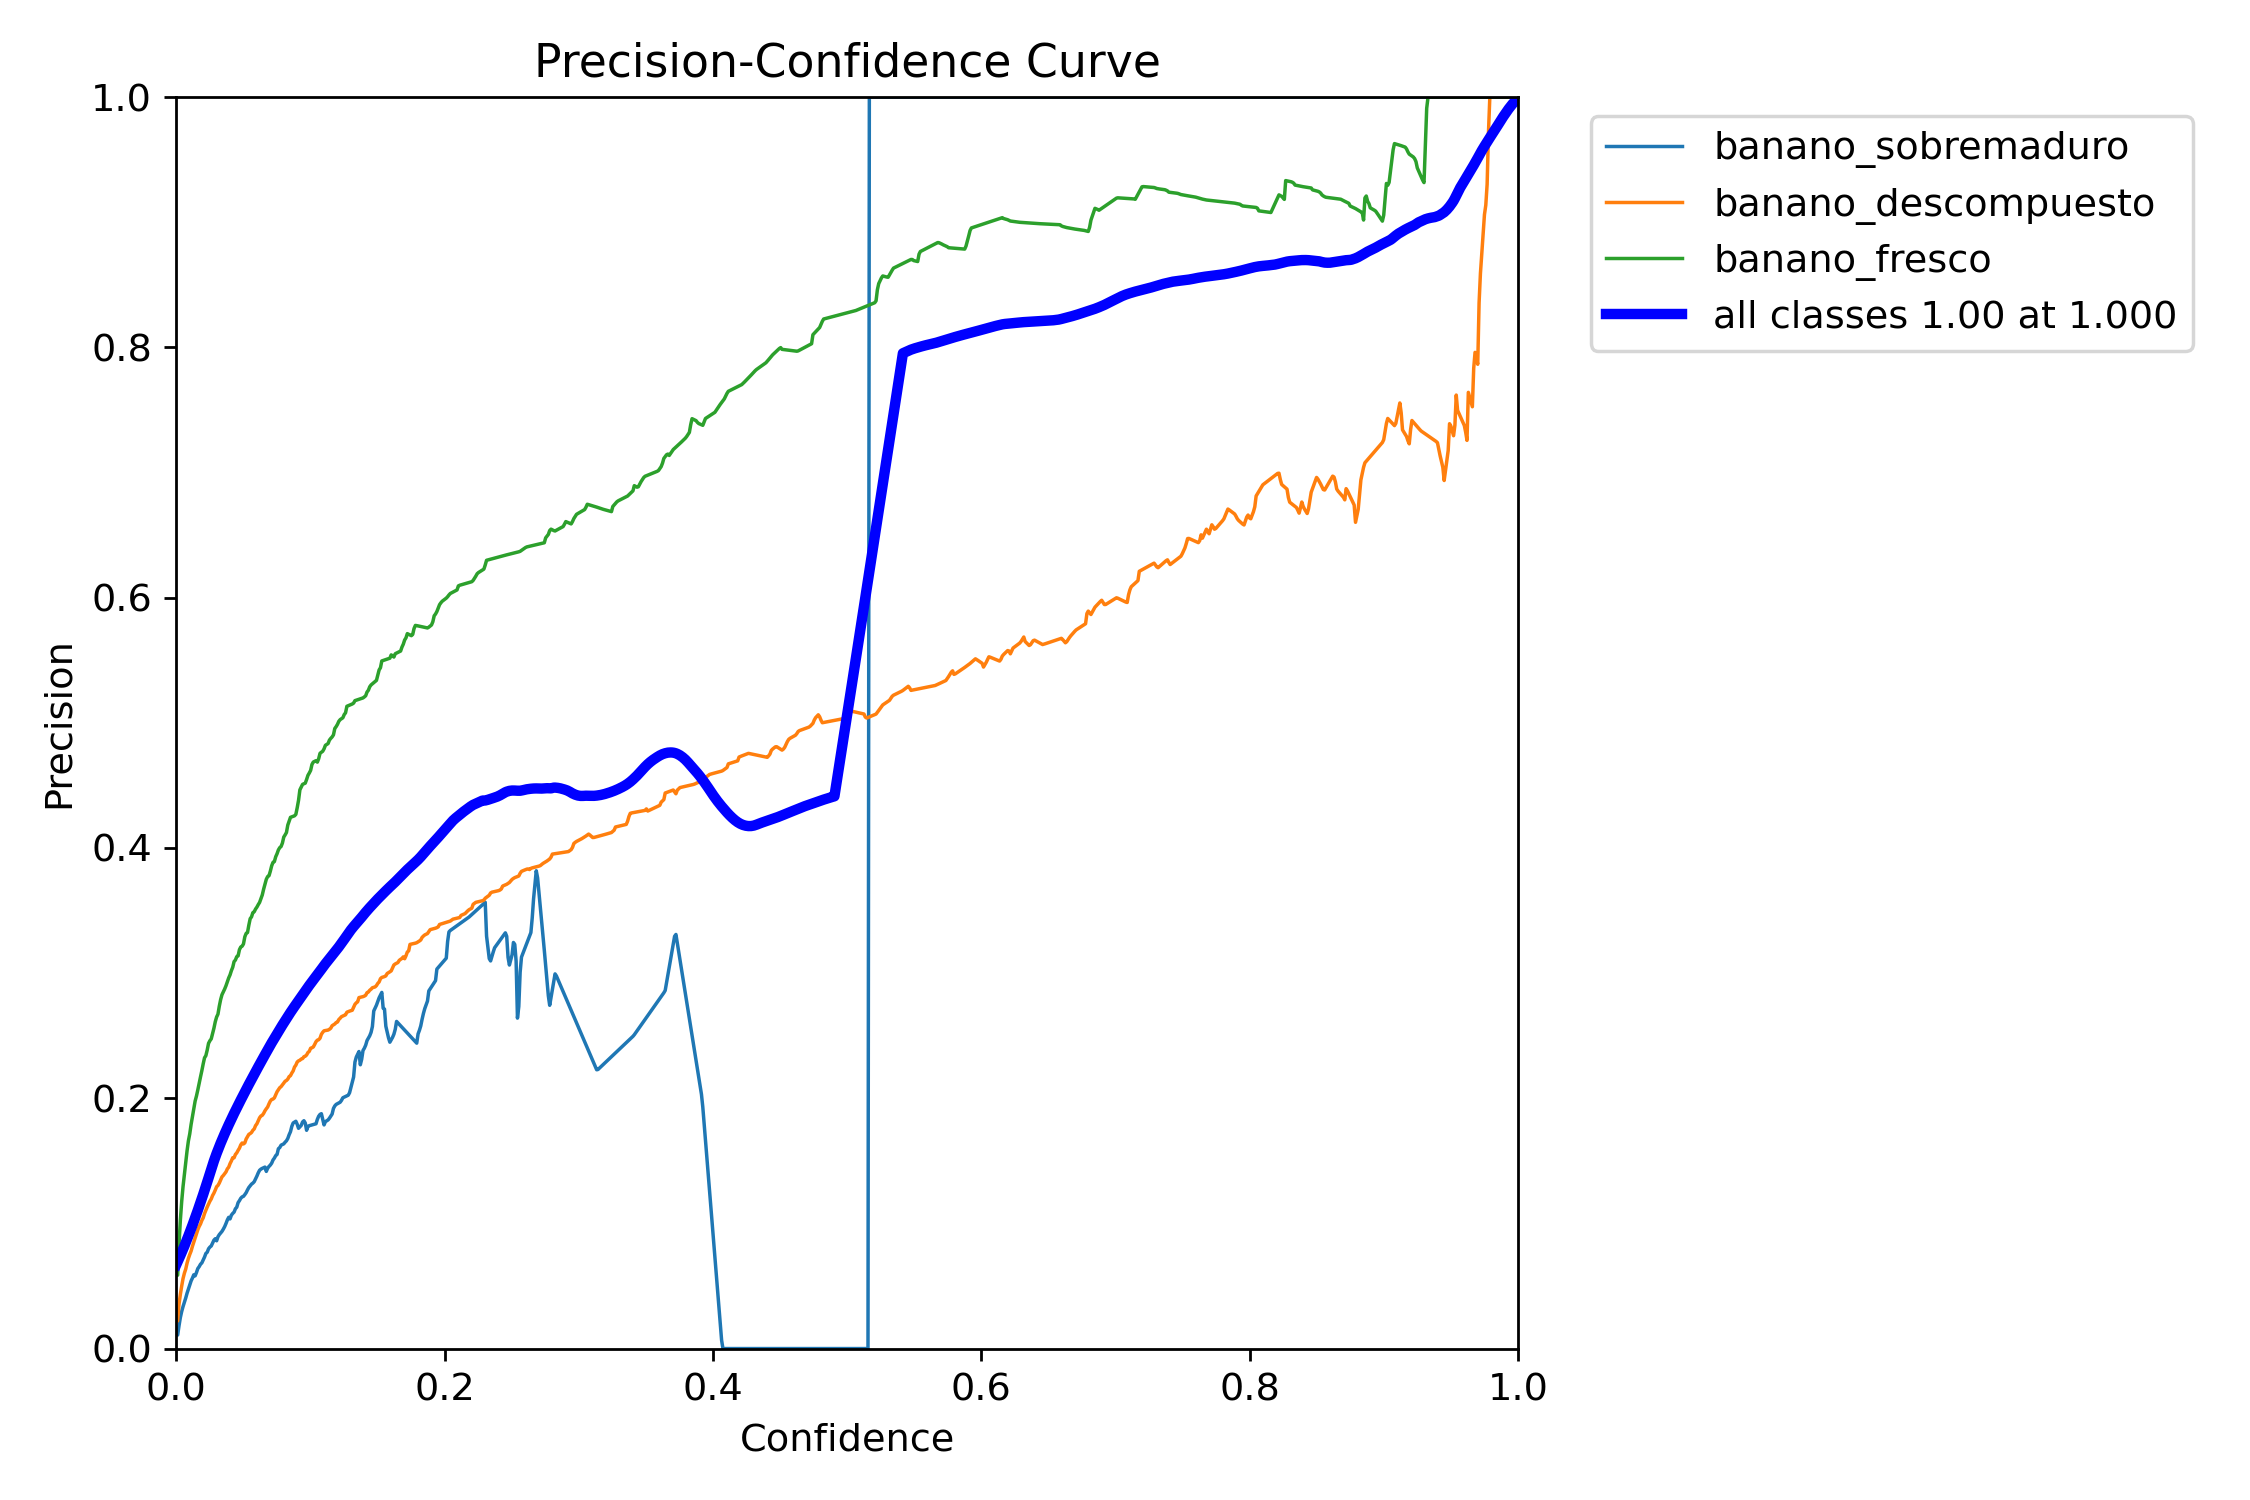 Precision-Confidence Curve
1.0
0.8
0.6
0.4
0.2
0.0
Precision
0.0 0.2 0.4 0.6 0.8 1.0
Confidence
banano_sobremaduro
banano_descompuesto
banano_fresco
all classes 1.00 at 1.000